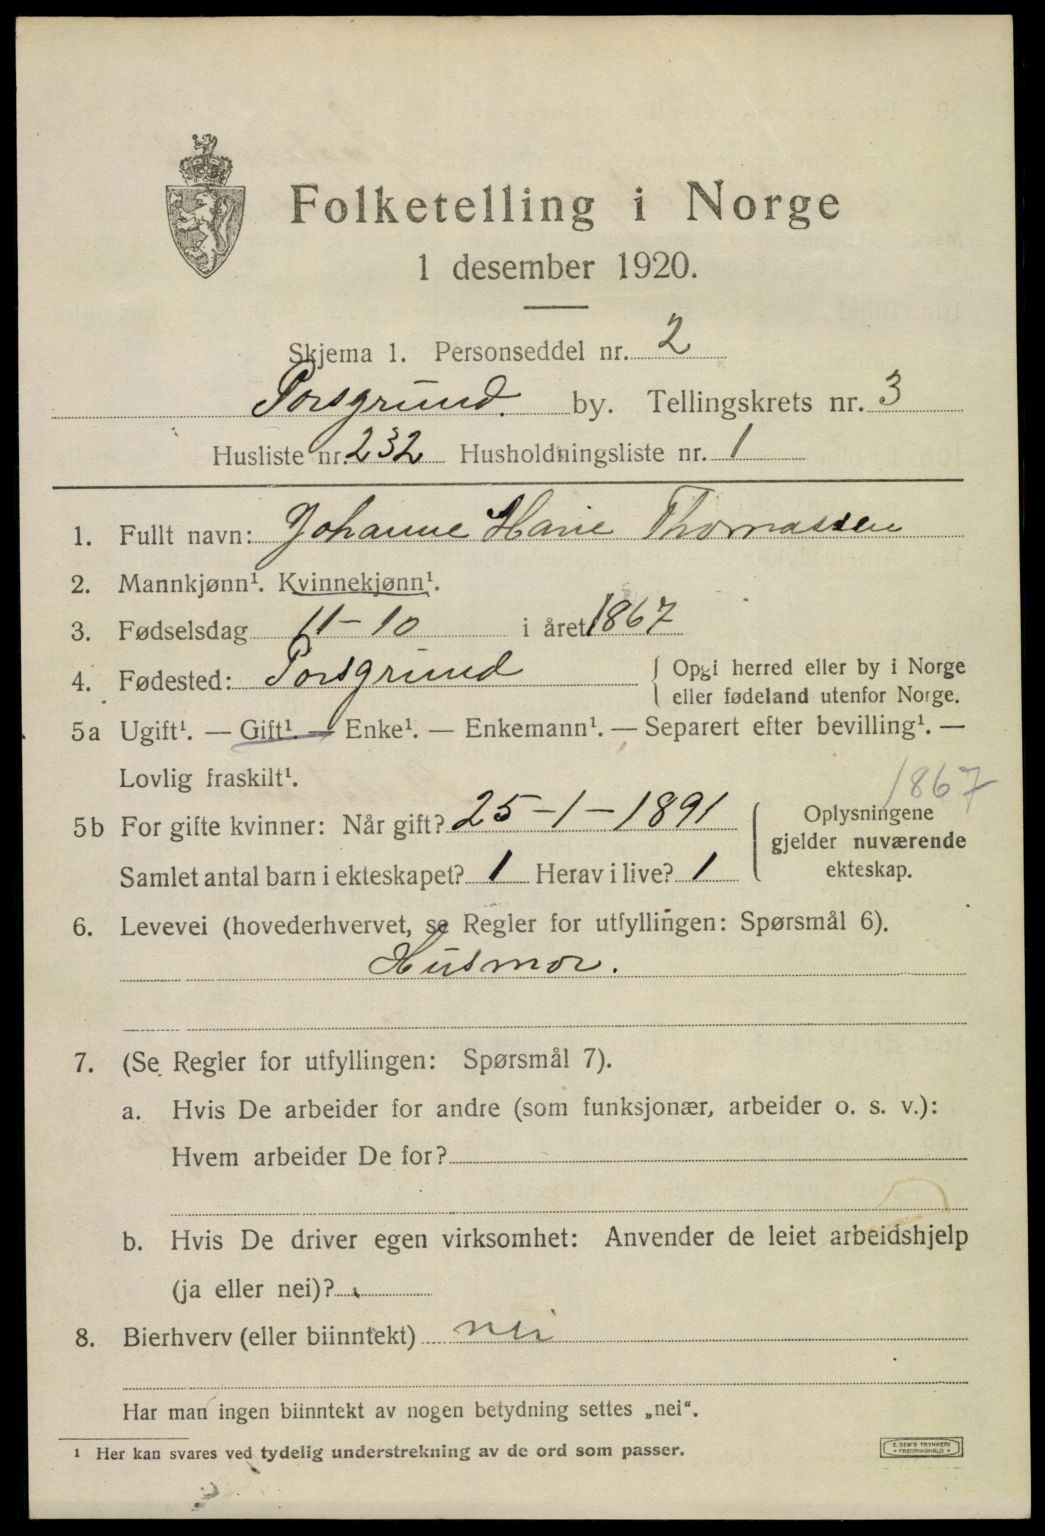 Folketelling i Norge
1 desember 1920.
Skjema 1. Personseddel nr. 2
Porsgrund. by. Tellingskrets nr. 3
Husliste nr. 232 Husholdningsliste nr. 1
1. Fullt navn: Johanne Marie Thomassen
2. Mannkjønn¹. Kvinnekjønn¹.
3. Fødselsdag 11-10 i året 1867
4. Fødested: Porsgrund { Opgi herred eller by i Norge
eller fødeland utenfor Norge.
5a Ugift¹. — Gift¹. — Enke¹. — Enkemann¹. — Separert efter bevilling¹. —
Lovlig fraskilt¹.
1867
5b For gifte kvinner: Når gift? 25-1-1891
Samlet antal barn i ekteskapet? 1 Herav i live? 1
Oplysningene
gjelder nuværende
ekteskap.
6. Levevei (hovederhvervet, se Regler for utfyllingen: Spørsmål 6).
Husmor.
7. (Se Regler for utfyllingen: Spørsmål 7).
a. Hvis De arbeider for andre (som funksjonær, arbeider o. s. v.):
Hvem arbeider De for?
b. Hvis De driver egen virksomhet: Anvender de leiet arbeidshjelp
(ja eller nei)?
8. Bierhverv (eller biinntekt) nei
Har man ingen biinntekt av nogen betydning settes „nei“.
¹ Her kan svares ved tydelig understrekning av de ord som passer.
E. SEM'S TRYKKERI
FREDRIKSHALD